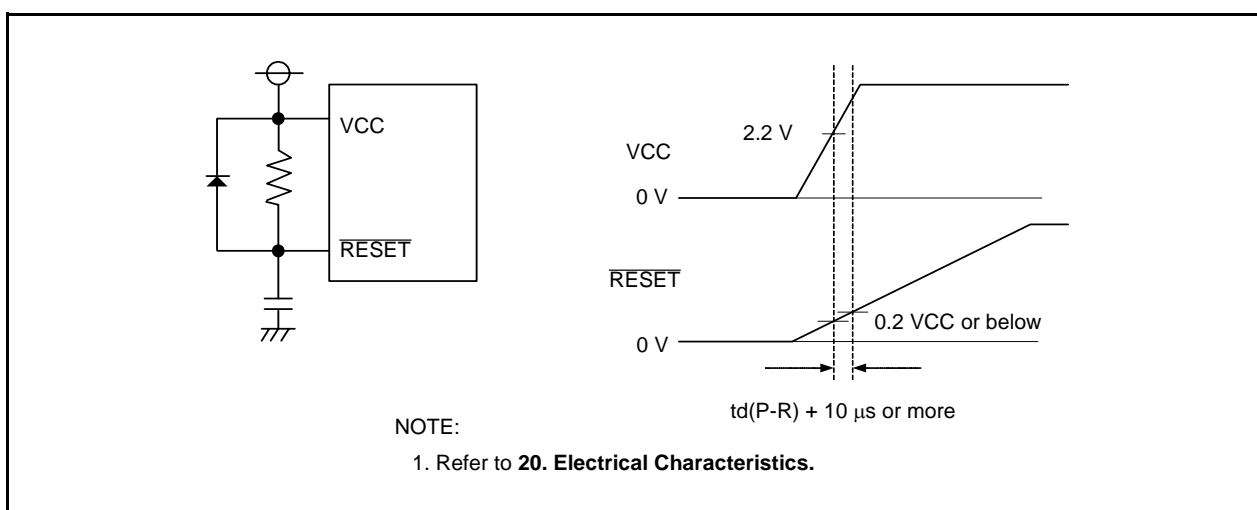 VCC
RESET
2.2 V
VCC
0 V
RESET
0.2 VCC or below
0 V
td(P-R) + 10 µs or more
NOTE:
1. Refer to 20. Electrical Characteristics.